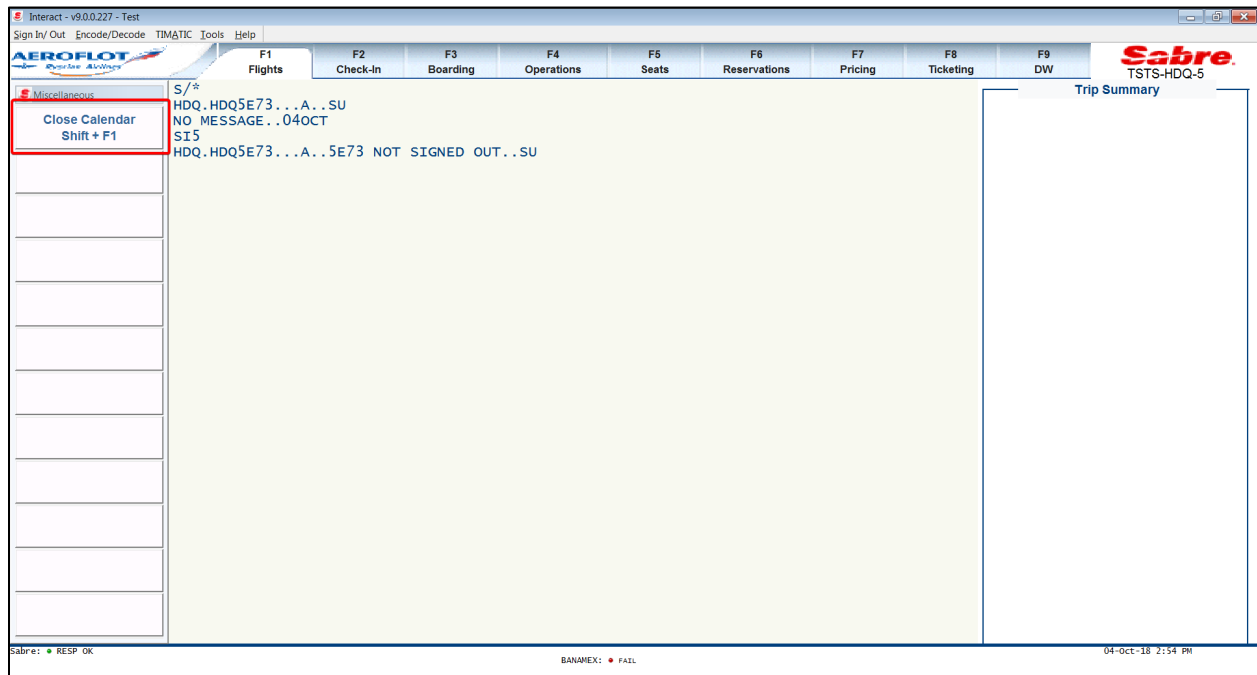 Interact - v9.0.0.227 - Test
Sign In/ Out Encode/Decode TIMATIC Tools Help
AEROFLOT
Russian Airlines
F1
Flights
F2
Check-In
F3
Boarding
F4
Operations
F5
Seats
F6
Reservations
F7
Pricing
F8
Ticketing
F9
DW
Sabre.
TSTS-HDQ-5
Miscellaneous
Close Calendar
Shift + F1
S/*
HDQ.HDQ5E73...A..SU
NO MESSAGE..04OCT
SI5
HDQ.HDQ5E73...A..5E73 NOT SIGNED OUT..SU
Trip Summary
Sabre: RESP OK
BANAMEX: FAIL
04-Oct-18 2:54 PM